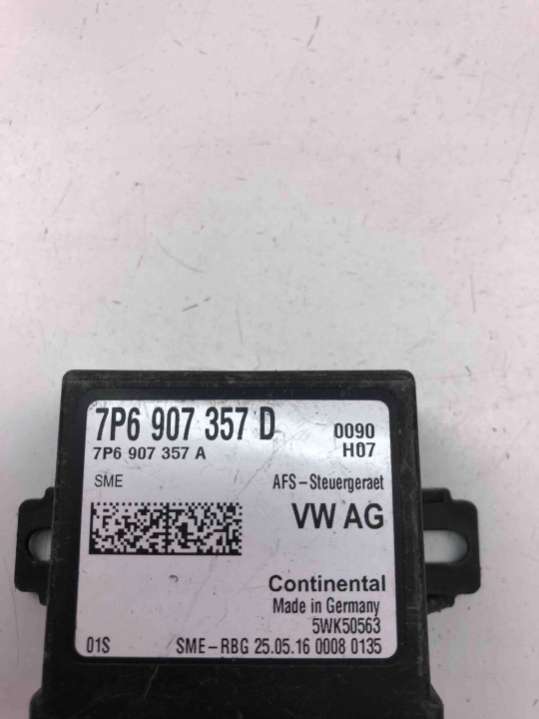 7P6 907 357 D
0090
7P6 907 357 A
H07
SME
AFS-Steuergeraet
VW AG
Continental
Made in Germany
5WK50563
01S SME-RBG 25.05.16 0008 0135